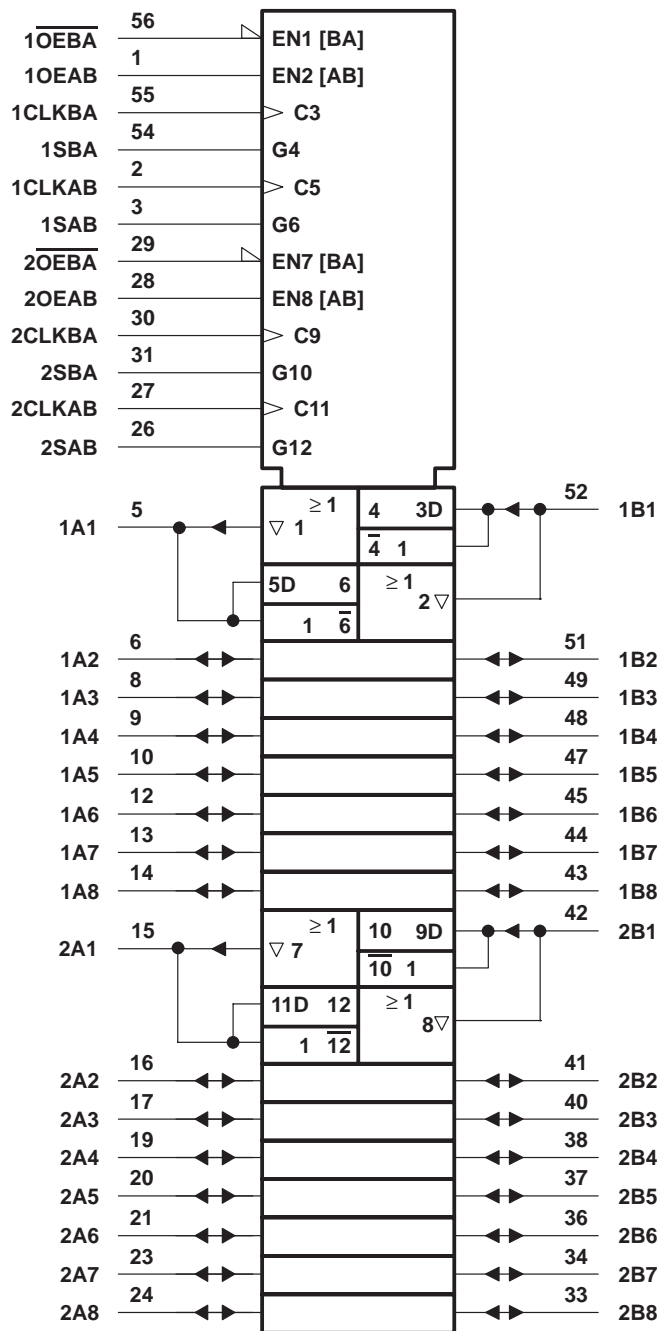 56
1OEBA EN1 [BA]
1
1OEAB EN2 [AB]
55
1CLKBA C3
54
1SBA G4
2
1CLKAB C5
3
1SAB G6
29
2OEBA EN7 [BA]
28
2OEAB EN8 [AB]
30
2CLKBA C9
31
2SBA G10
27
2CLKAB C11
26
2SAB G12
5 ≥ 1 4 3D 52
1A1 ▽ 1 1B1
4̅ 1
5D 6 ≥ 1
2 ▽
1 6̅
6 51
1A2 1B2
8 49
1A3 1B3
9 48
1A4 1B4
10 47
1A5 1B5
12 45
1A6 1B6
13 44
1A7 1B7
14 43
1A8 1B8
15 ≥ 1 10 9D 42
2A1 ▽ 7 2B1
1̅0̅ 1
11D 12 ≥ 1
8 ▽
1 1̅2̅
16 41
2A2 2B2
17 40
2A3 2B3
19 38
2A4 2B4
20 37
2A5 2B5
21 36
2A6 2B6
23 34
2A7 2B7
24 33
2A8 2B8